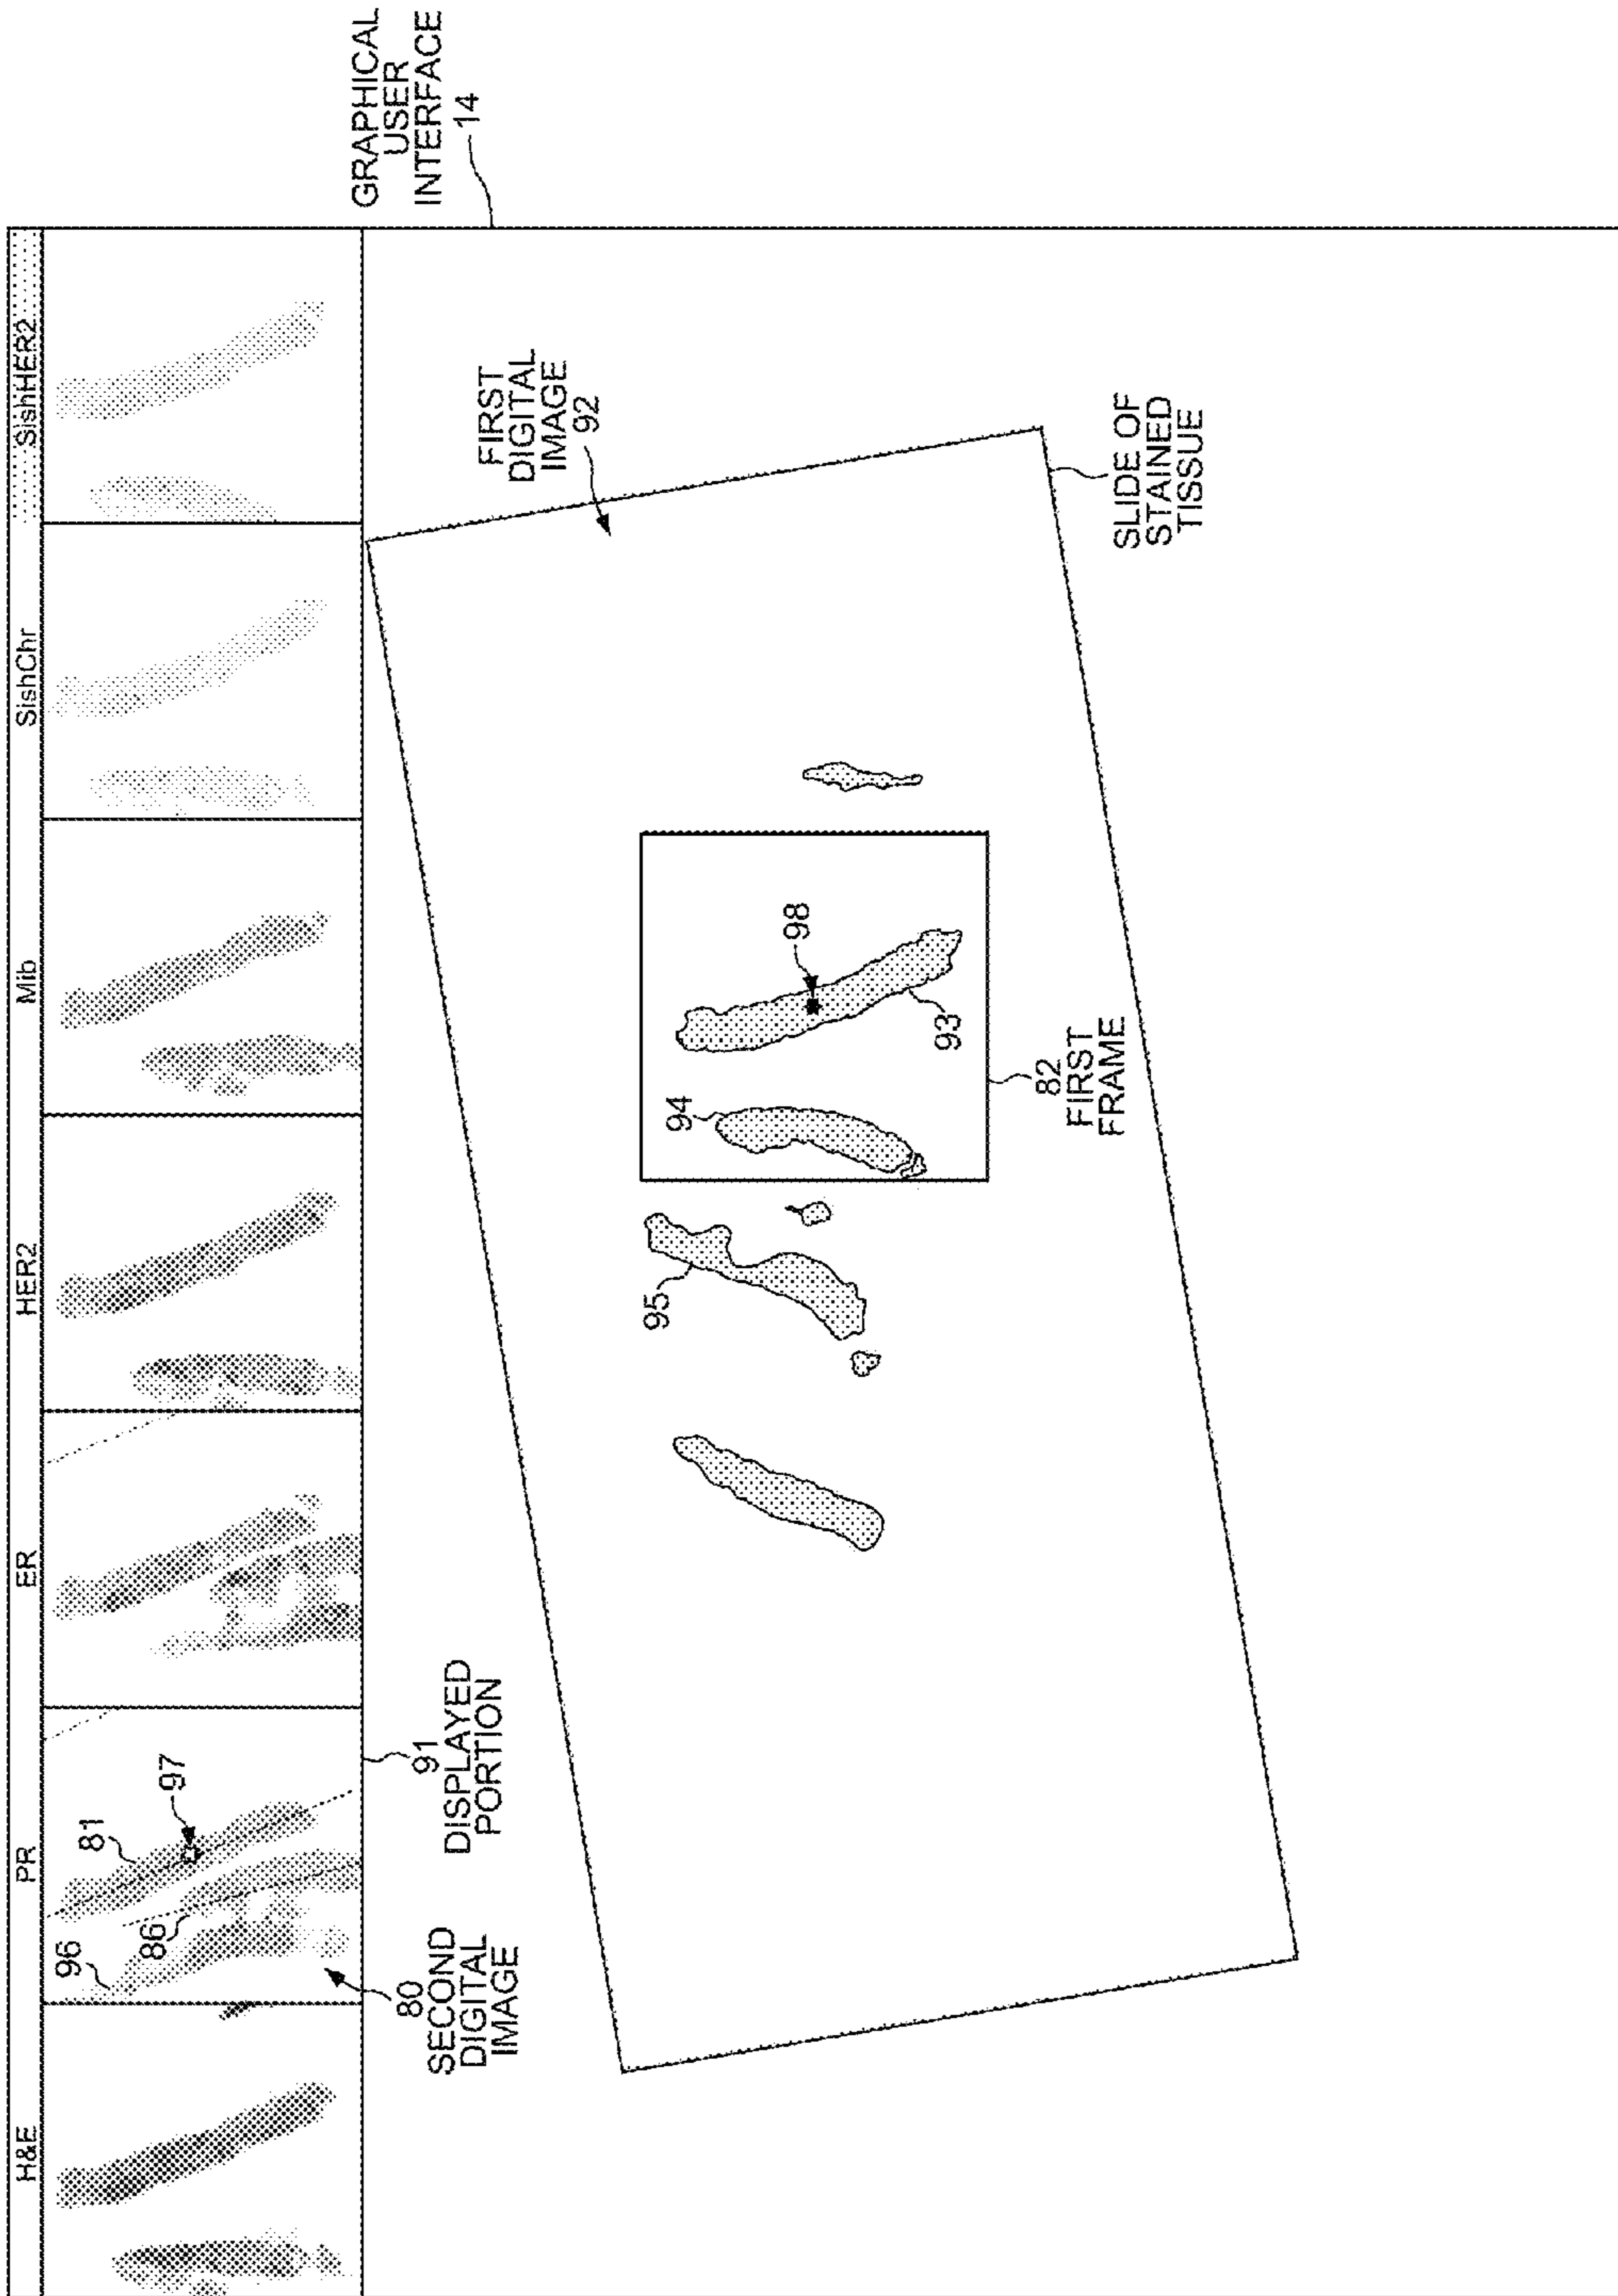 H&E
PR
ER
HER2
Mib
SishChr
SishHER2
96
86
81
97
80
SECOND
DIGITAL
IMAGE
91
DISPLAYED
PORTION
GRAPHICAL
USER
INTERFACE
14
FIRST
DIGITAL
IMAGE
92
95
94
98
93
82
FIRST
FRAME
SLIDE OF
STAINED
TISSUE